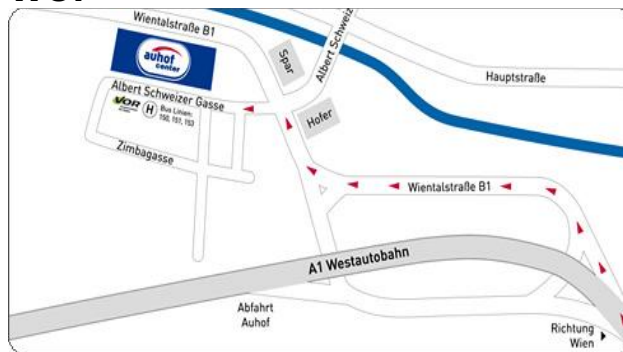 Wientalstraße B1
auhof
center
Spar
Albert Schweiz
Hauptstraße
Albert Schweizer Gasse
VOR
H
Bus Linien:
150, 151, 153
Hofer
Zimbagasse
Wientalstraße B1
A1 Westautobahn
Abfahrt
Auhof
Richtung
Wien